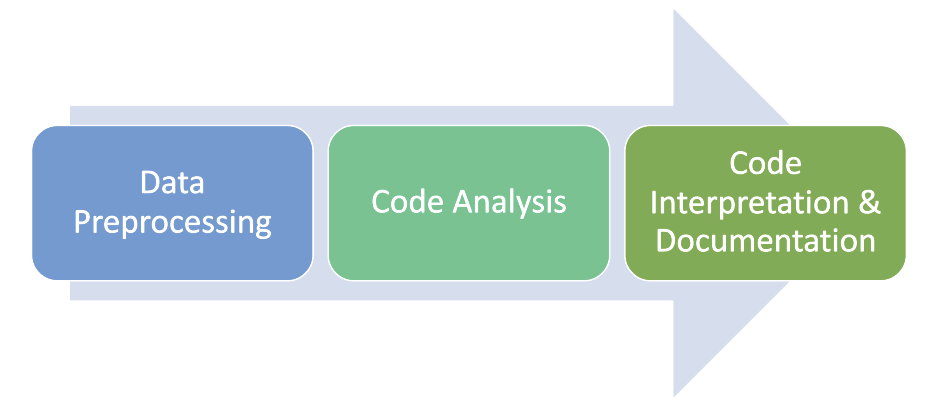 Data
Preprocessing
Code Analysis
Code
Interpretation &
Documentation